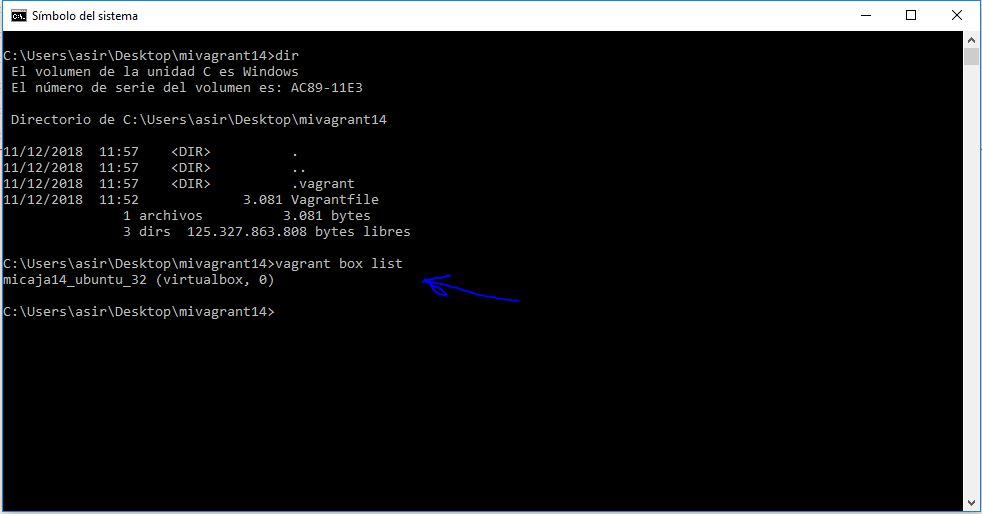 Símbolo del sistema
C:\Users\asir\Desktop\mivagrant14>dir
El volumen de la unidad C es Windows
El número de serie del volumen es: AC89-11E3
Directorio de C:\Users\asir\Desktop\mivagrant14
11/12/2018  11:57    <DIR>          .
11/12/2018  11:57    <DIR>          ..
11/12/2018  11:57    <DIR>          .vagrant
11/12/2018  11:52             3.081 Vagrantfile
1 archivos          3.081 bytes
3 dirs  125.327.863.808 bytes libres
C:\Users\asir\Desktop\mivagrant14>vagrant box list
micaja14_ubuntu_32 (virtualbox, 0)
C:\Users\asir\Desktop\mivagrant14>